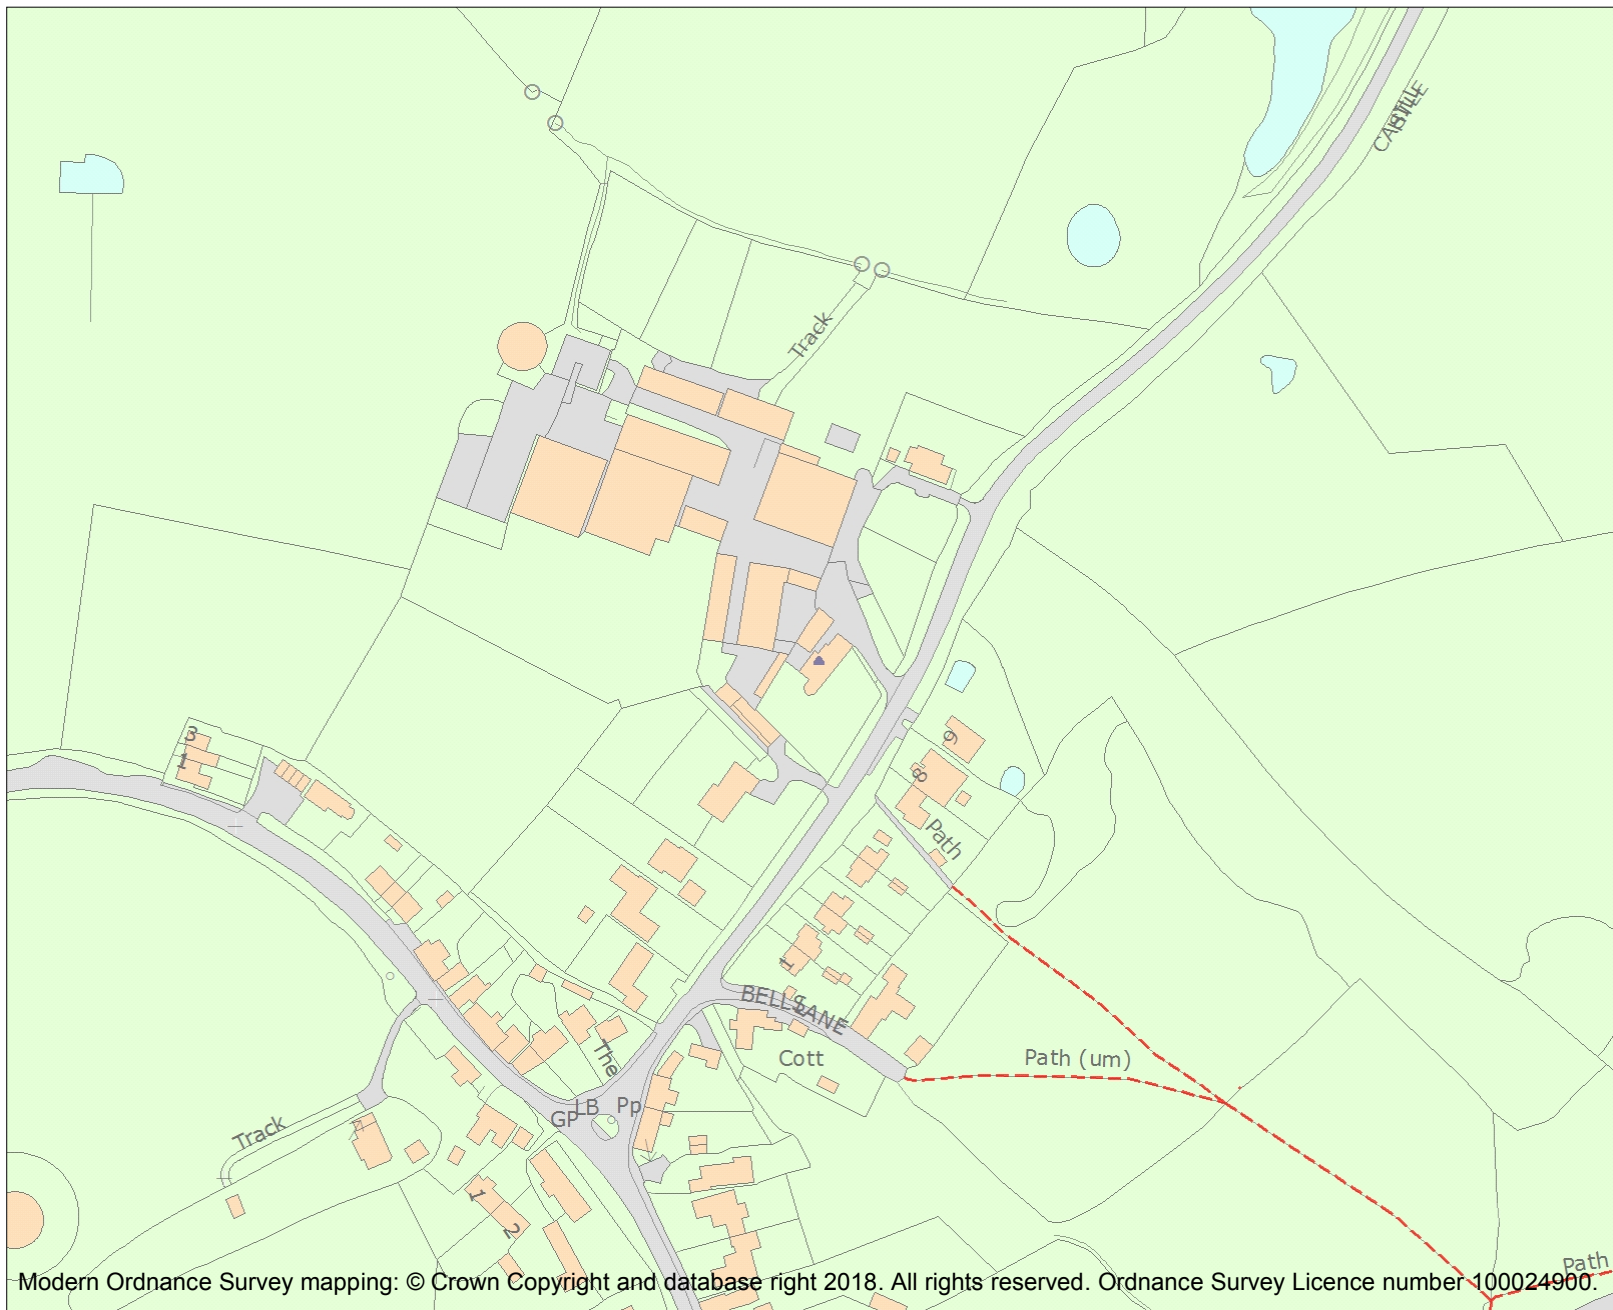 CASTLE
HILL
Track
3
1
9
8
Path
1
BELLS LANE
2
Cott
The
Path (um)
GP
LB
Pp
Track
1
2
Path
Modern Ordnance Survey mapping: © Crown Copyright and database right 2018. All rights reserved. Ordnance Survey Licence number 100024900.